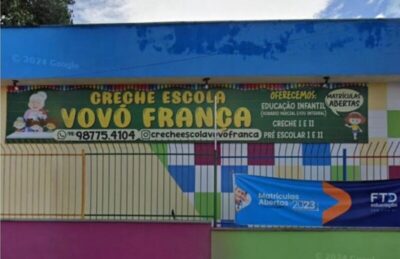 © 2024 Google
CRECHE ESCOLA
VOVÓ FRANÇA
98775.4104 crecheescolavovofranca
OFERECEMOS:
EDUCAÇÃO INFANTIL
CRECHE I E II
PRÉ ESCOLAR I E II
MATRÍCULAS
ABERTAS
Matrículas
Abertas 2023
FTD
educação